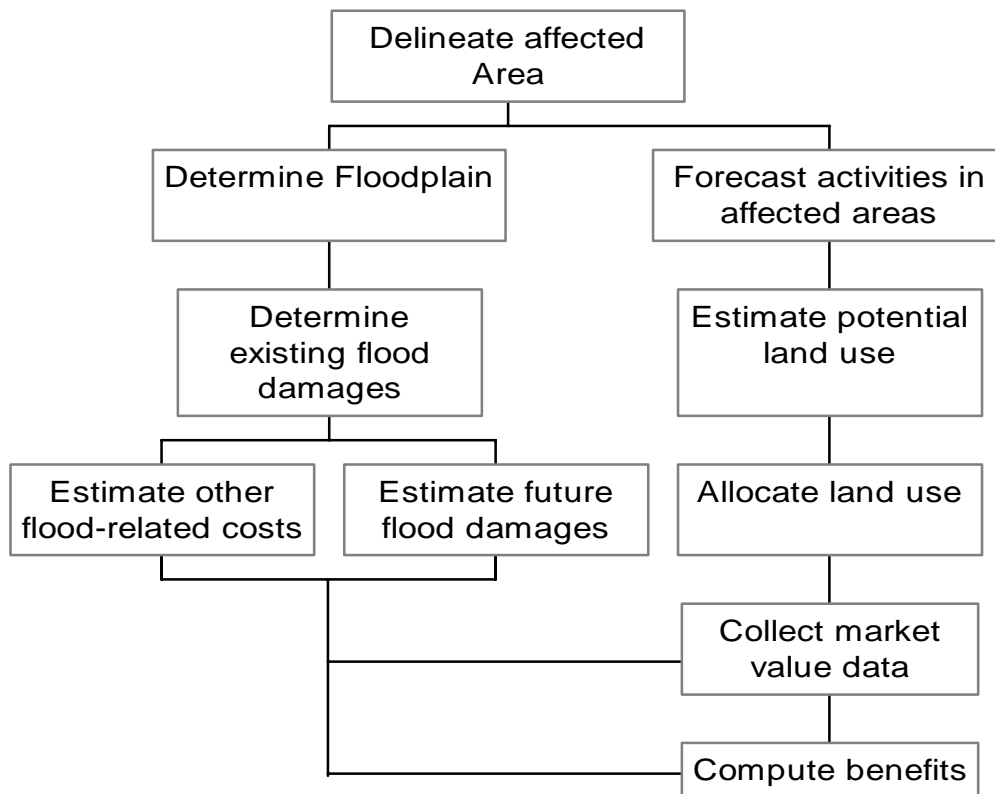 Delineate affected
Area
Determine Floodplain
Forecast activities in
affected areas
Determine
existing flood
damages
Estimate potential
land use
Estimate other
flood-related costs
Estimate future
flood damages
Allocate land use
Collect market
value data
Compute benefits